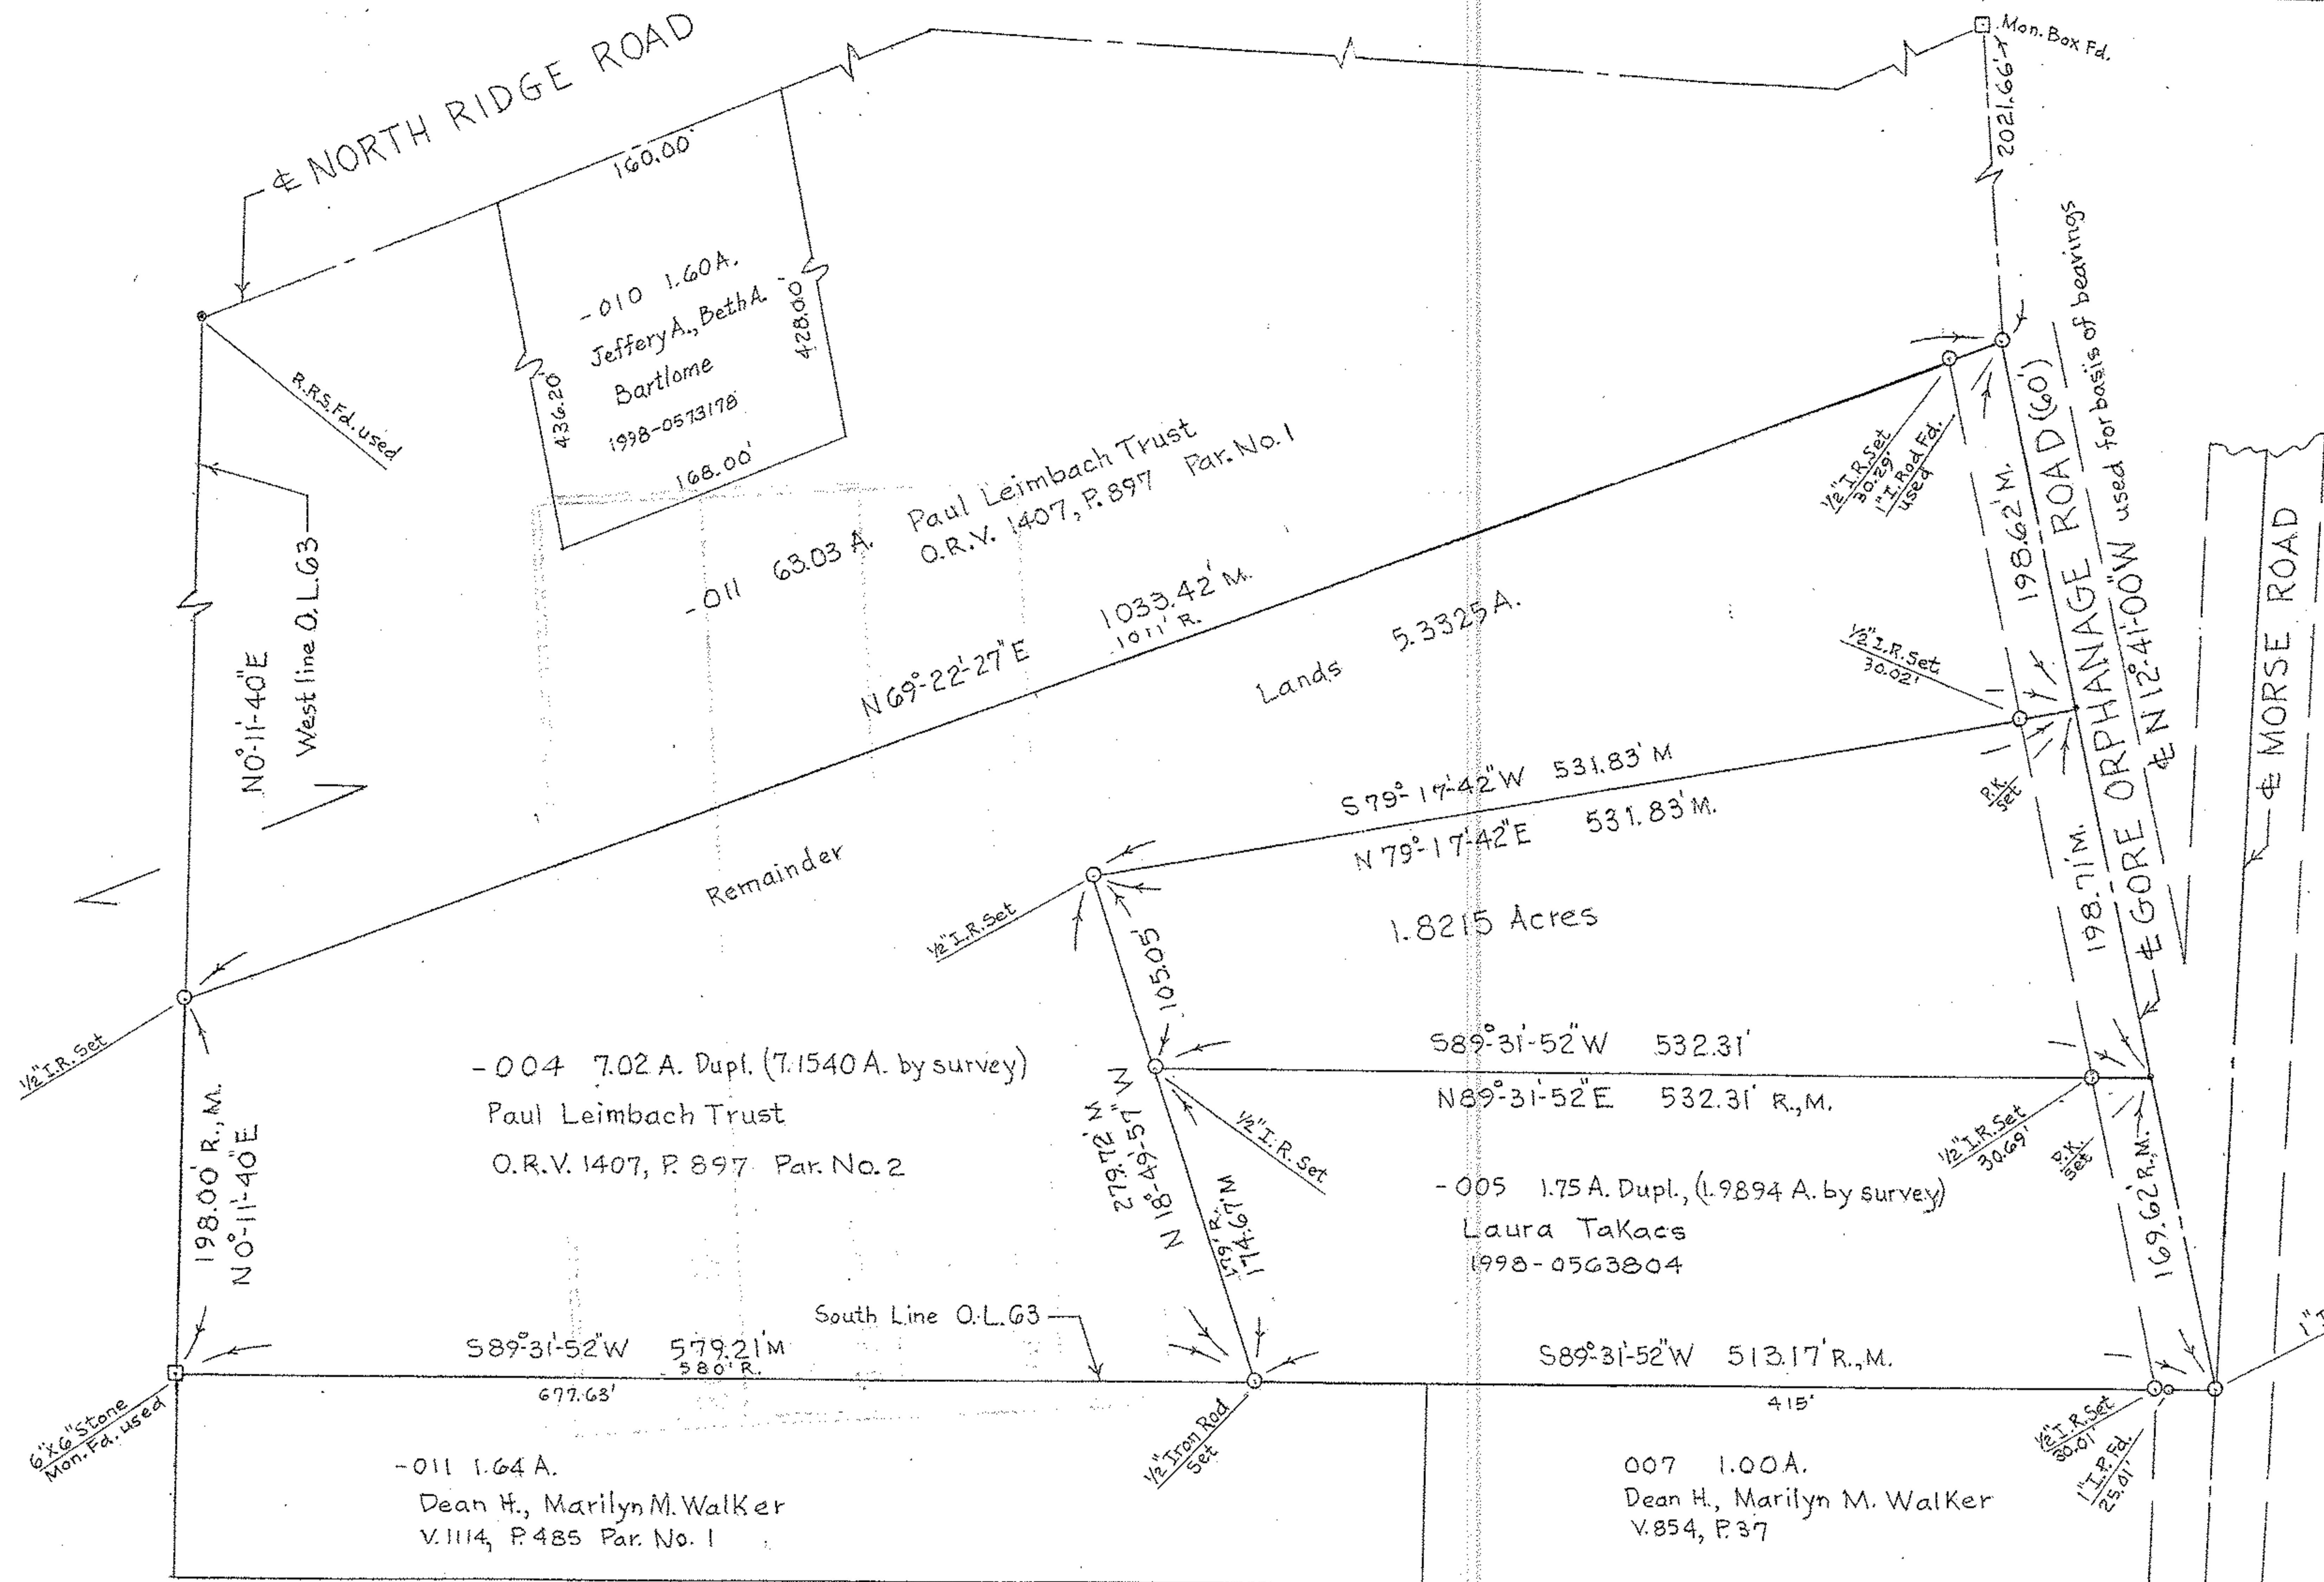 ℄ NORTH RIDGE ROAD
160.00'
Mon. Box Fd.
2021.66'
-010 1.60A.
Jeffery A., Beth A.
Bartlome
1998-0573178
436.20'
428.00'
168.00'
R.R.S. Fd. used
West line O.L.63
N0°-11'-40"E
-011 63.03 A. Paul Leimbach Trust
O.R.V. 1407, P. 897 Par. No. 1
N 69°-22'-27"E 1033.42' M.
1011' R.
Remainder Lands 5.3325 A.
1/2" I.R. Set
30.29'
1" I. Rod Fd.
used
198.62' M.
℄ GORE ORPHANAGE ROAD (60')
℄ N 12°-41'-00"W used for basis of bearings
℄ MORSE ROAD
1/2" I.R. Set
30.02'
P.K.
set
S 79°-17'-42"W 531.83' M
N 79°-17'-42"E 531.83' M.
1/2" I.R. Set
105.05'
1.8215 Acres
198.71' M.
1/2" I.R. Set
-004 7.02 A. Dupl. (7.1540 A. by survey)
Paul Leimbach Trust
O.R.V. 1407, P. 897 Par. No. 2
S89°-31'-52"W 532.31'
N89°-31'-52"E 532.31' R., M.
279.72' M
N 18°-49'-57" W
179' R.
174.67' M
1/2" I.R. Set
1/2" I.R. Set
30.69'
P.K.
set
-005 1.75 A. Dupl., (1.9894 A. by survey)
Laura Takacs
1998-0563804
169.62' R., M.
198.00' R., M.
N 0°-11'-40"E
South Line O.L.63
S89°-31'-52"W 579.21' M
580' R.
677.63'
S89°-31'-52"W 513.17' R., M.
415'
6"x6" Stone
Mon. Fd. used
1/2" Iron Rod
Set
1/2" I.R. Set
30.01'
1" I.P. Fd.
25.01'
-011 1.64 A.
Dean H., Marilyn M. Walker
V. 1114, P. 485 Par. No. 1
007 1.00 A.
Dean H., Marilyn M. Walker
V. 854, P. 37